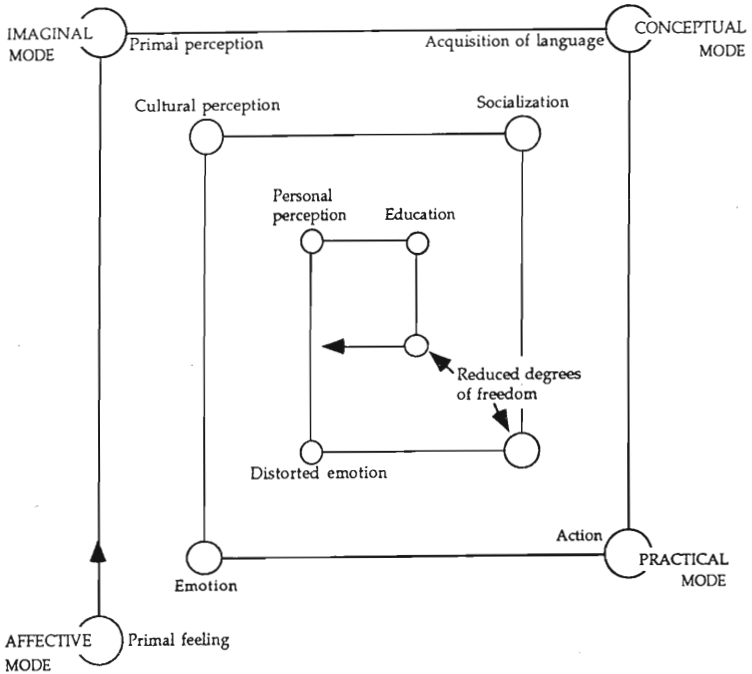 IMAGINAL
MODE
Primal perception
Acquisition of language
CONCEPTUAL
MODE
Cultural perception
Socialization
Personal
perception
Education
Reduced degrees
of freedom
Distorted emotion
Action
PRACTICAL
MODE
Emotion
AFFECTIVE
MODE
Primal feeling